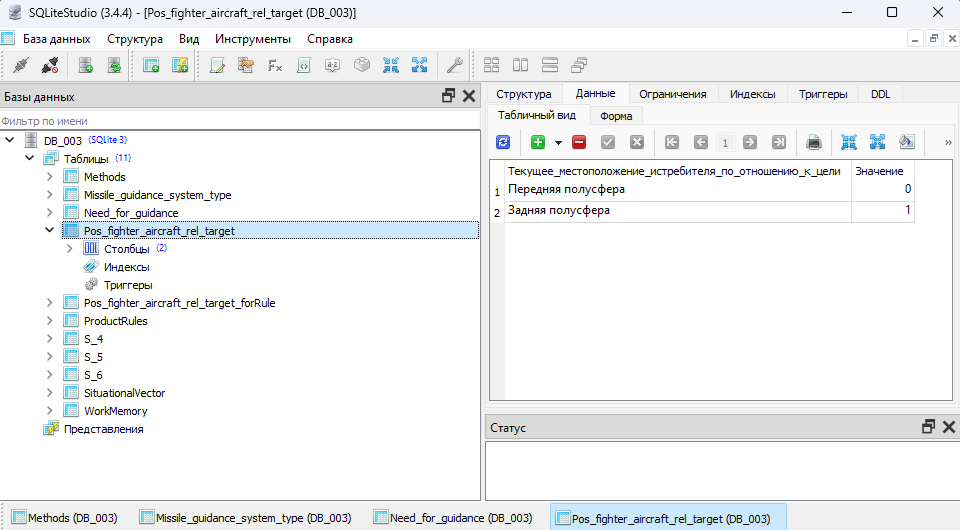 SQLiteStudio (3.4.4) - [Pos_fighter_aircraft_rel_target (DB_003)]
База данных Структура Вид Инструменты Справка
Базы данных
Фильтр по имени
DB_003 (SQLite 3)
Таблицы (11)
Methods
Missile_guidance_system_type
Need_for_guidance
Pos_fighter_aircraft_rel_target
Столбцы (2)
Индексы
Триггеры
Pos_fighter_aircraft_rel_target_forRule
ProductRules
S_4
S_5
S_6
SituationalVector
WorkMemory
Представления
Структура Данные Ограничения Индексы Триггеры DDL
Табличный вид Форма
1
Текущее_местоположение_истребителя_по_отношению_к_цели Значение
1 Передняя полусфера 0
2 Задняя полусфера 1
Статус
Methods (DB_003) Missile_guidance_system_type (DB_003) Need_for_guidance (DB_003) Pos_fighter_aircraft_rel_target (DB_003)